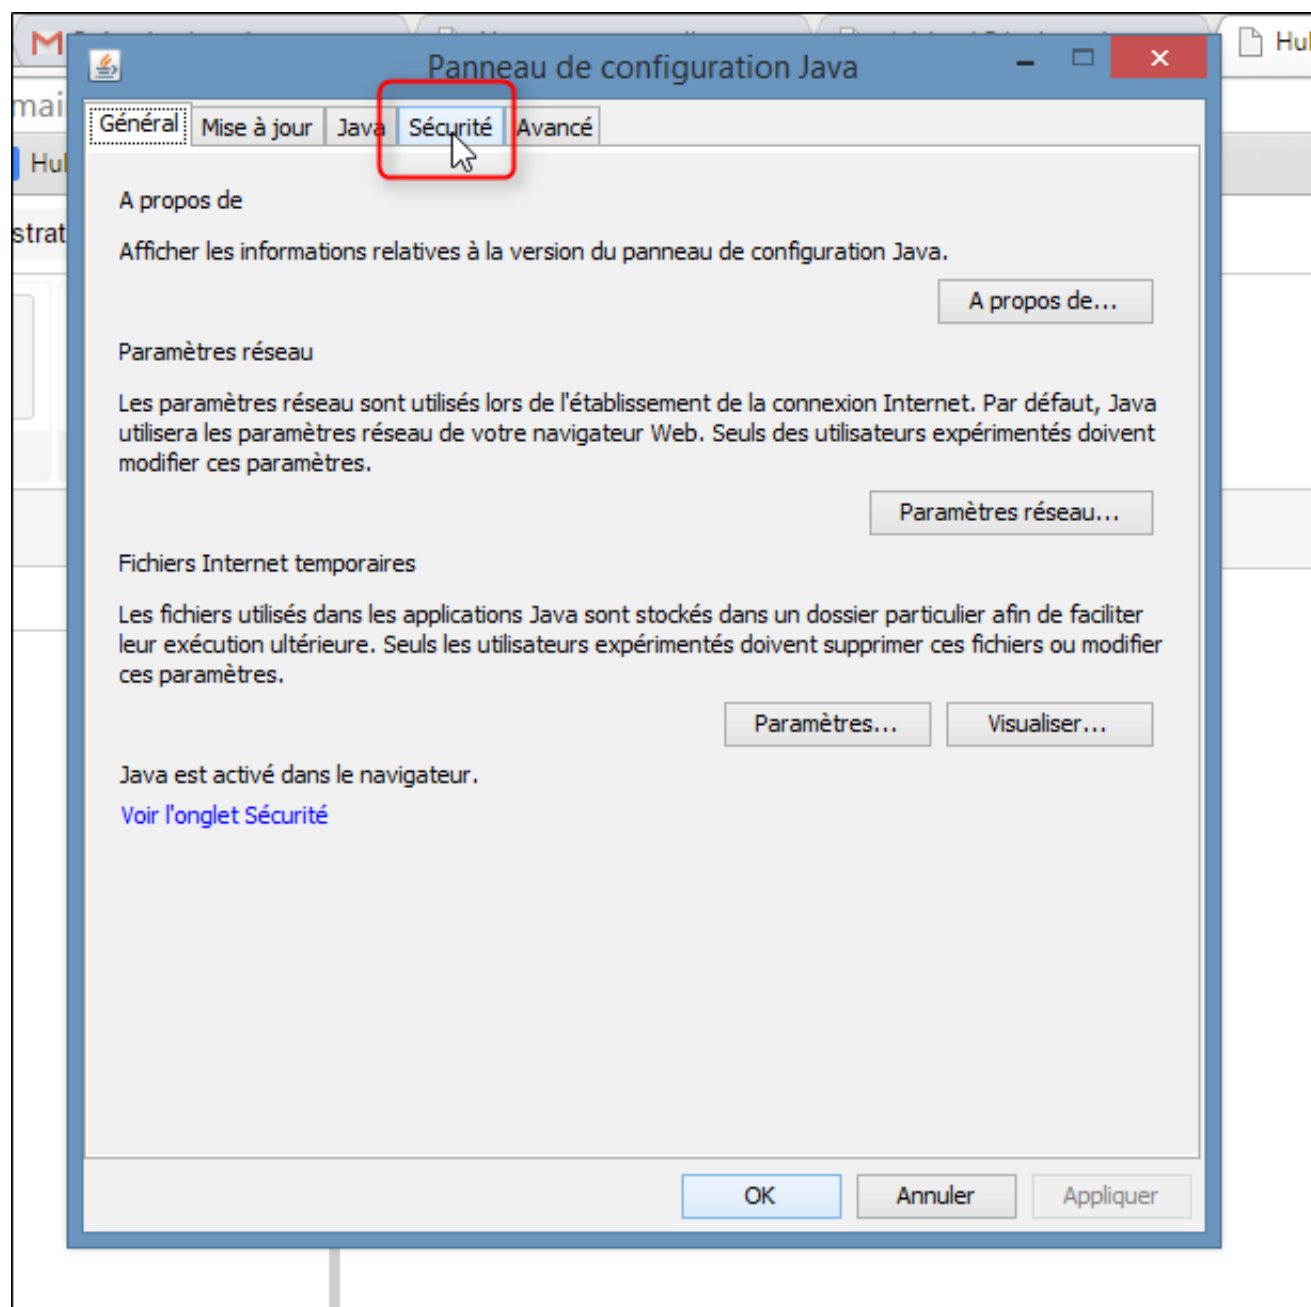 Hul
Panneau de configuration Java
mai
Général Mise à jour Java Sécurité Avancé
Hul
A propos de
strat
Afficher les informations relatives à la version du panneau de configuration Java.
A propos de...
Paramètres réseau
Les paramètres réseau sont utilisés lors de l'établissement de la connexion Internet. Par défaut, Java
utilisera les paramètres réseau de votre navigateur Web. Seuls des utilisateurs expérimentés doivent
modifier ces paramètres.
Paramètres réseau...
Fichiers Internet temporaires
Les fichiers utilisés dans les applications Java sont stockés dans un dossier particulier afin de faciliter
leur exécution ultérieure. Seuls les utilisateurs expérimentés doivent supprimer ces fichiers ou modifier
ces paramètres.
Paramètres... Visualiser...
Java est activé dans le navigateur.
Voir l'onglet Sécurité
OK Annuler Appliquer